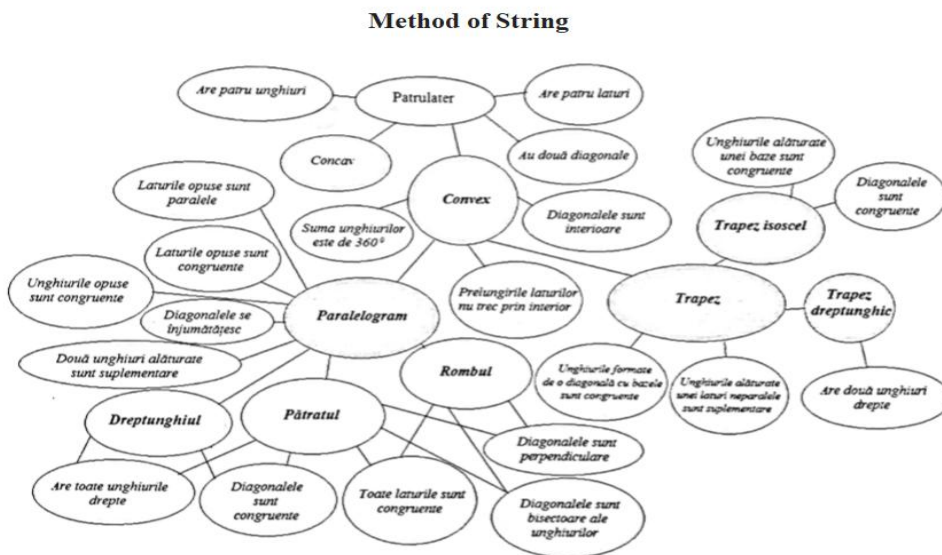 Method of String
Are patru unghiuri
Patrulater
Are patru laturi
Concav
Au două diagonale
Unghiurile alăturate
unei baze sunt
congruente
Laturile opuse sunt
paralele
Convex
Diagonalele
sunt
congruente
Suma unghiurilor
este de 360⁰
Diagonalele sunt
interioare
Trapez isoscel
Laturile opuse sunt
congruente
Unghiurile opuse
sunt congruente
Diagonalele se
înjumătățesc
Paralelogram
Prelungirile laturilor
nu trec prin interior
Trapez
Trapez
dreptunghic
Două unghiuri alăturate
sunt suplementare
Rombul
Unghiurile formate
de o diagonală cu bazele
sunt congruente
Unghiurile alăturate
unei laturi neparalele
sunt suplementare
Are două unghiuri
drepte
Dreptunghiul
Pătratul
Diagonalele sunt
perpendiculare
Are toate unghiurile
drepte
Diagonalele
sunt
congruente
Toate laturile sunt
congruente
Diagonalele sunt
bisectoare ale
unghiurilor